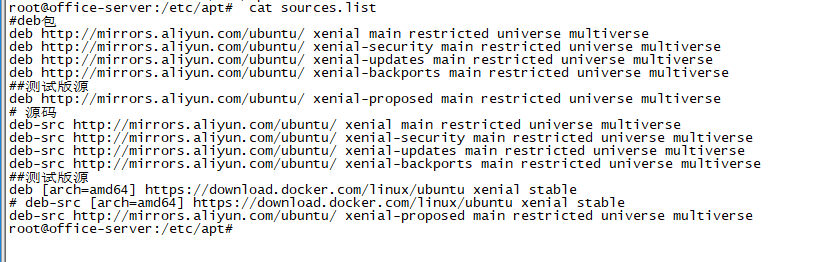 root@office-server:/etc/apt#  cat sources.list
#deb包
deb http://mirrors.aliyun.com/ubuntu/ xenial main restricted universe multiverse
deb http://mirrors.aliyun.com/ubuntu/ xenial-security main restricted universe multiverse
deb http://mirrors.aliyun.com/ubuntu/ xenial-updates main restricted universe multiverse
deb http://mirrors.aliyun.com/ubuntu/ xenial-backports main restricted universe multiverse
##测试版源
deb http://mirrors.aliyun.com/ubuntu/ xenial-proposed main restricted universe multiverse
# 源码
deb-src http://mirrors.aliyun.com/ubuntu/ xenial main restricted universe multiverse
deb-src http://mirrors.aliyun.com/ubuntu/ xenial-security main restricted universe multiverse
deb-src http://mirrors.aliyun.com/ubuntu/ xenial-updates main restricted universe multiverse
deb-src http://mirrors.aliyun.com/ubuntu/ xenial-backports main restricted universe multiverse
##测试版源
deb [arch=amd64] https://download.docker.com/linux/ubuntu xenial stable
# deb-src [arch=amd64] https://download.docker.com/linux/ubuntu xenial stable
deb-src http://mirrors.aliyun.com/ubuntu/ xenial-proposed main restricted universe multiverse
root@office-server:/etc/apt#